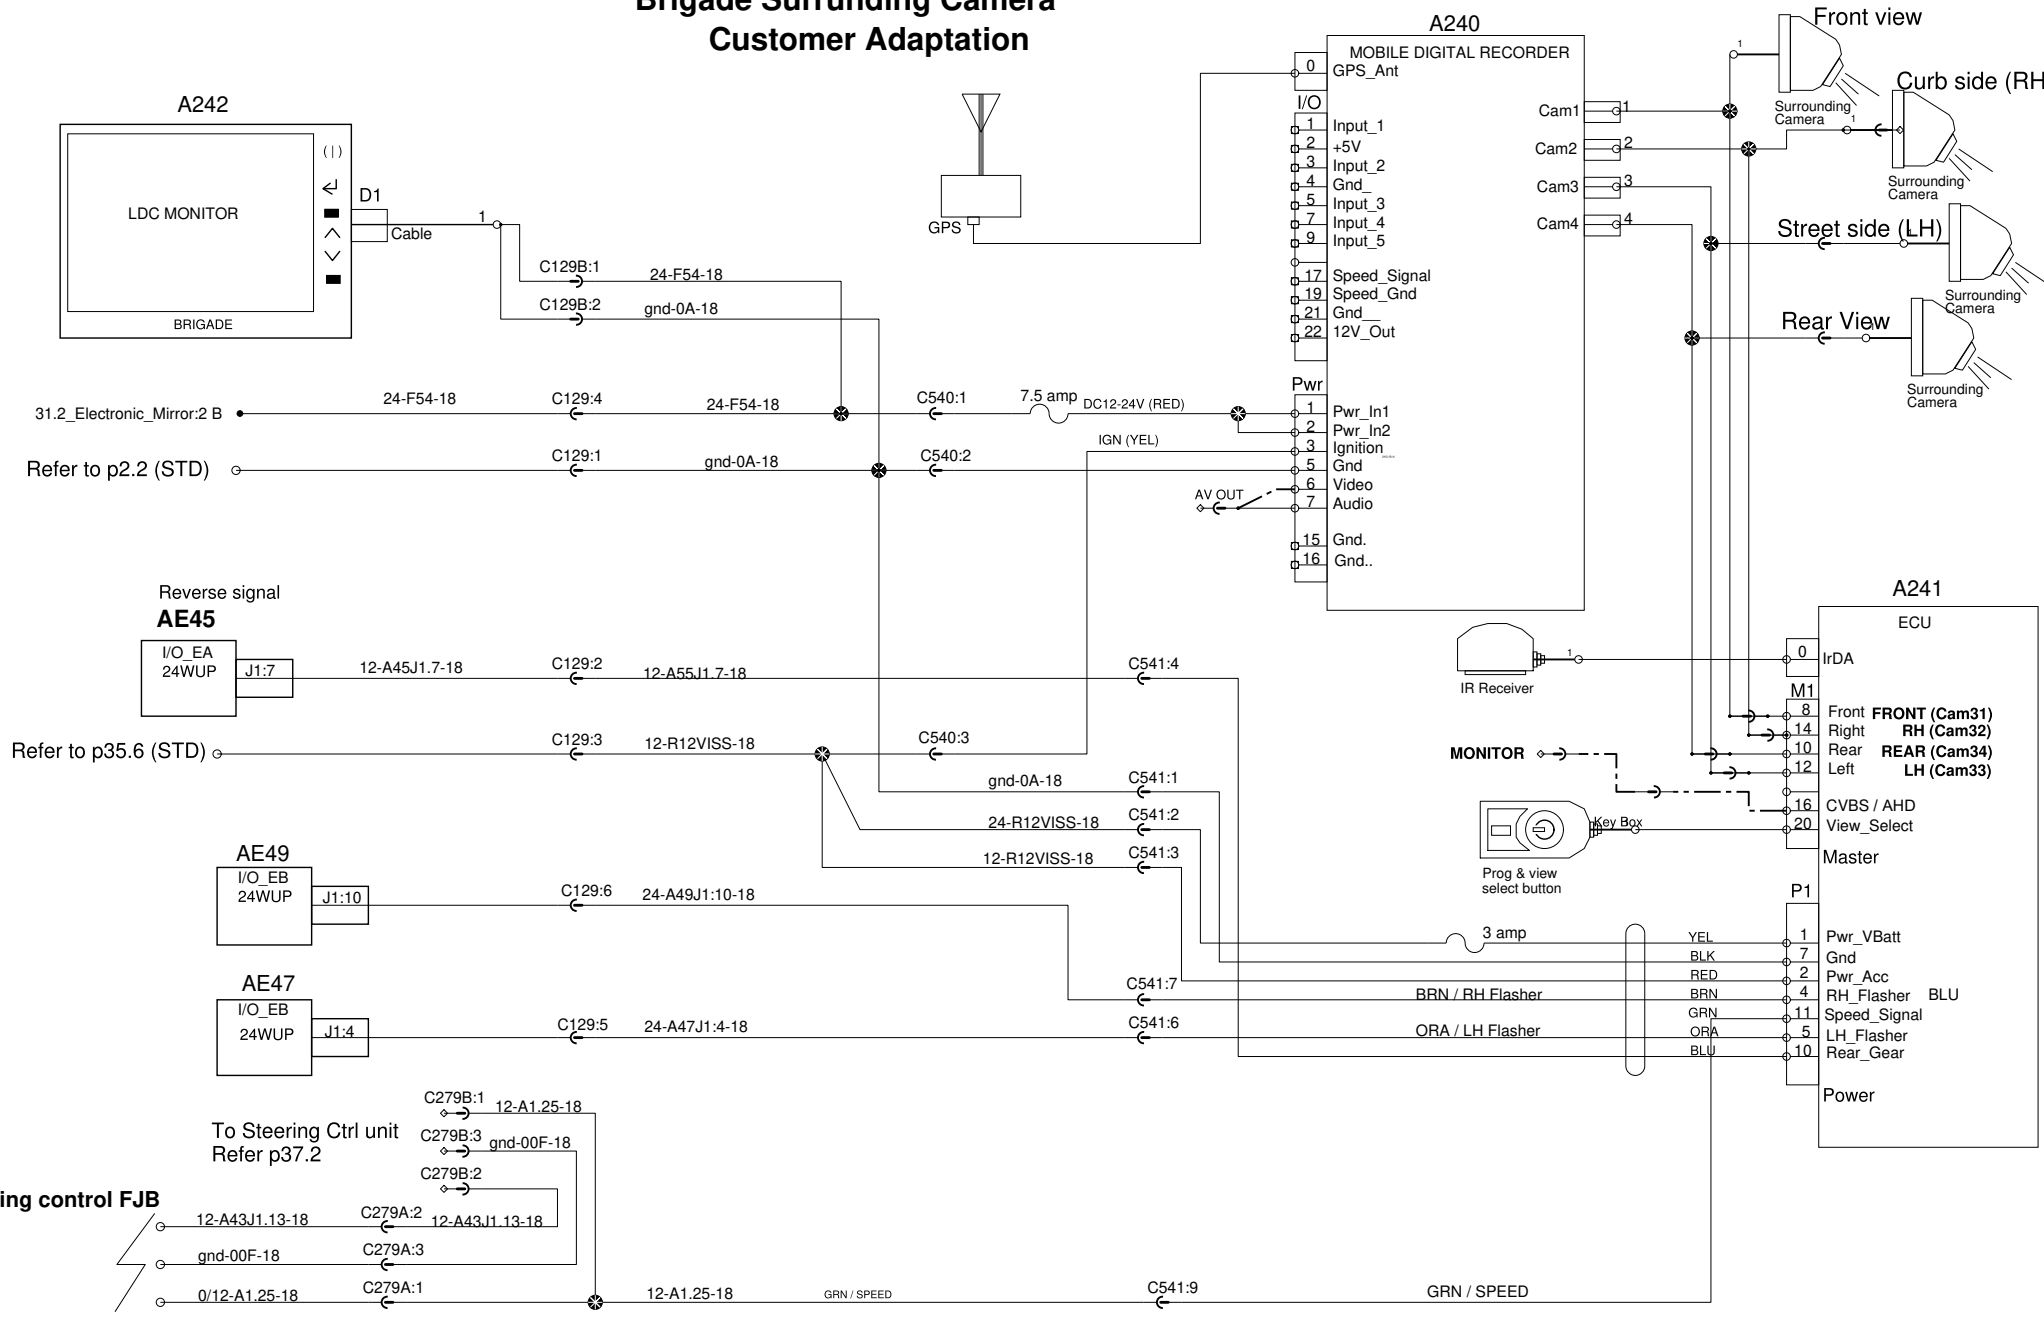 Brigade Surrunding Camera
Customer Adaptation
A242
LDC MONITOR
BRIGADE
D1
Cable
1
C129B:1
24-F54-18
C129B:2
gnd-0A-18
GPS
A240
MOBILE DIGITAL RECORDER
0 GPS_Ant
I/O
1 Input_1
2 +5V
3 Input_2
4 Gnd_
5 Input_3
7 Input_4
9 Input_5
17 Speed_Signal
19 Speed_Gnd
21 Gnd__
22 12V_Out
Pwr
1 Pwr_In1
2 Pwr_In2
3 Ignition
5 Gnd
6 Video
7 Audio
15 Gnd.
16 Gnd..
Cam1 1
Cam2 2
Cam3 3
Cam4 4
1
Front view
Surrounding
Camera
1
Curb side (RH
Surrounding
Camera
Street side (LH)
Surrounding
Camera
Rear View
Surrounding
Camera
31.2_Electronic_Mirror:2 B
24-F54-18
C129:4
24-F54-18
C540:1
7.5 amp
DC12-24V (RED)
IGN (YEL)
Refer to p2.2 (STD)
C129:1
gnd-0A-18
C540:2
AV OUT
Reverse signal
AE45
I/O_EA
24WUP
J1:7
12-A45J1.7-18
C129:2
12-A55J1.7-18
C541:4
Refer to p35.6 (STD)
C129:3
12-R12VISS-18
C540:3
gnd-0A-18
C541:1
24-R12VISS-18
C541:2
12-R12VISS-18
C541:3
AE49
I/O_EB
24WUP
J1:10
C129:6
24-A49J1:10-18
AE47
I/O_EB
24WUP
J1:4
C129:5
24-A47J1:4-18
C541:7
C541:6
BRN / RH Flasher
ORA / LH Flasher
3 amp
IR Receiver
1
MONITOR
Key Box
Prog & view
select button
A241
ECU
0 IrDA
M1
8 Front FRONT (Cam31)
14 Right RH (Cam32)
10 Rear REAR (Cam34)
12 Left LH (Cam33)
16 CVBS / AHD
20 View_Select
Master
P1
YEL 1 Pwr_VBatt
BLK 7 Gnd
RED 2 Pwr_Acc
BRN 4 RH_Flasher BLU
GRN 11 Speed_Signal
ORA 5 LH_Flasher
BLU 10 Rear_Gear
Power
To Steering Ctrl unit
Refer p37.2
C279B:1
12-A1.25-18
C279B:3
gnd-00F-18
C279B:2
ing control FJB
12-A43J1.13-18
C279A:2
12-A43J1.13-18
gnd-00F-18
C279A:3
0/12-A1.25-18
C279A:1
12-A1.25-18
GRN / SPEED
C541:9
GRN / SPEED